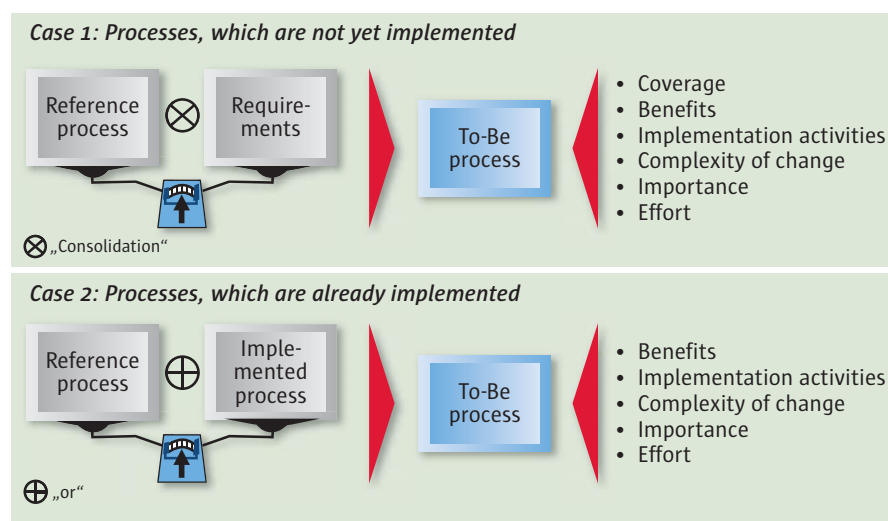 Case 1: Processes, which are not yet implemented
Reference
process
Require-
ments
To-Be
process
• Coverage
• Benefits
• Implementation activities
• Complexity of change
• Importance
• Effort
„Consolidation“
Case 2: Processes, which are already implemented
Reference
process
Imple-
mented
process
To-Be
process
• Benefits
• Implementation activities
• Complexity of change
• Importance
• Effort
„or“